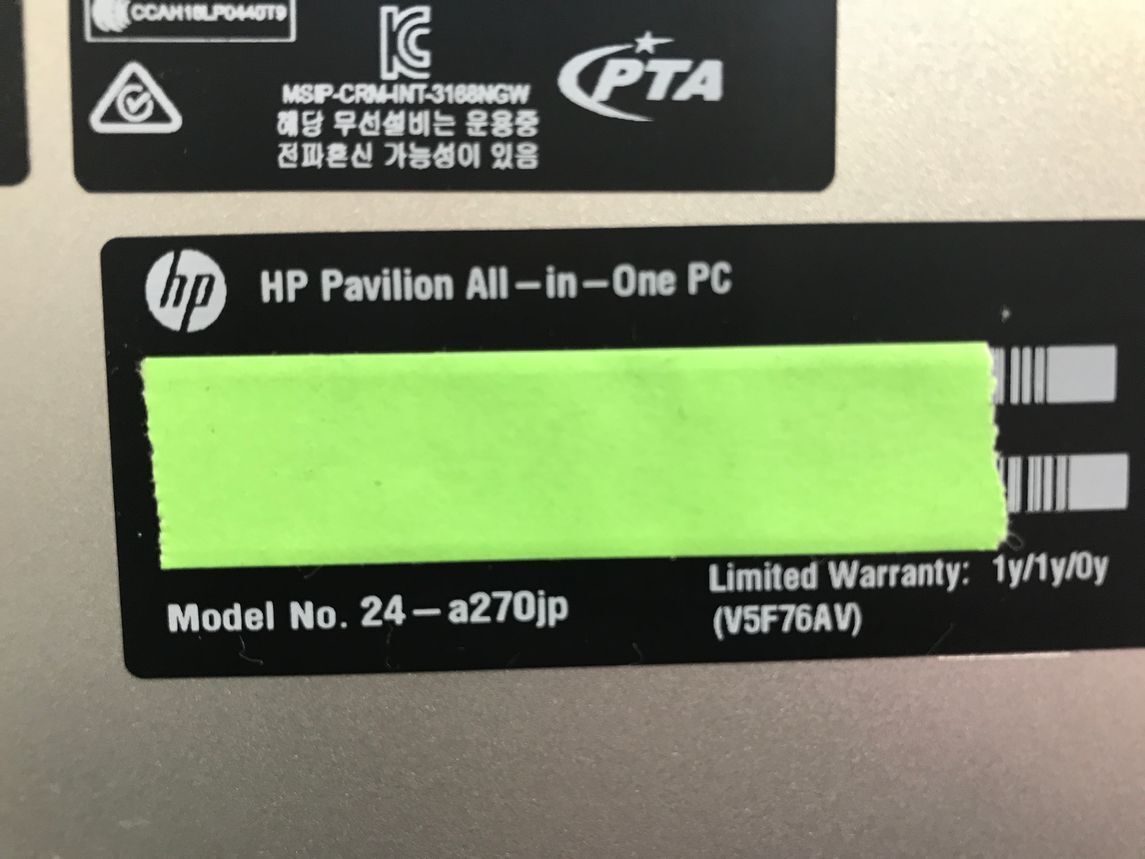 CCAH16LP0440T9
MSIP-CRM-INT-3168NGW
해당 무선설비는 운용중
전파혼신 가능성이 있음
PTA
hp
HP Pavilion All-in-One PC
Limited Warranty: 1y/1y/0y
Model No. 24-a270jp
(V5F76AV)